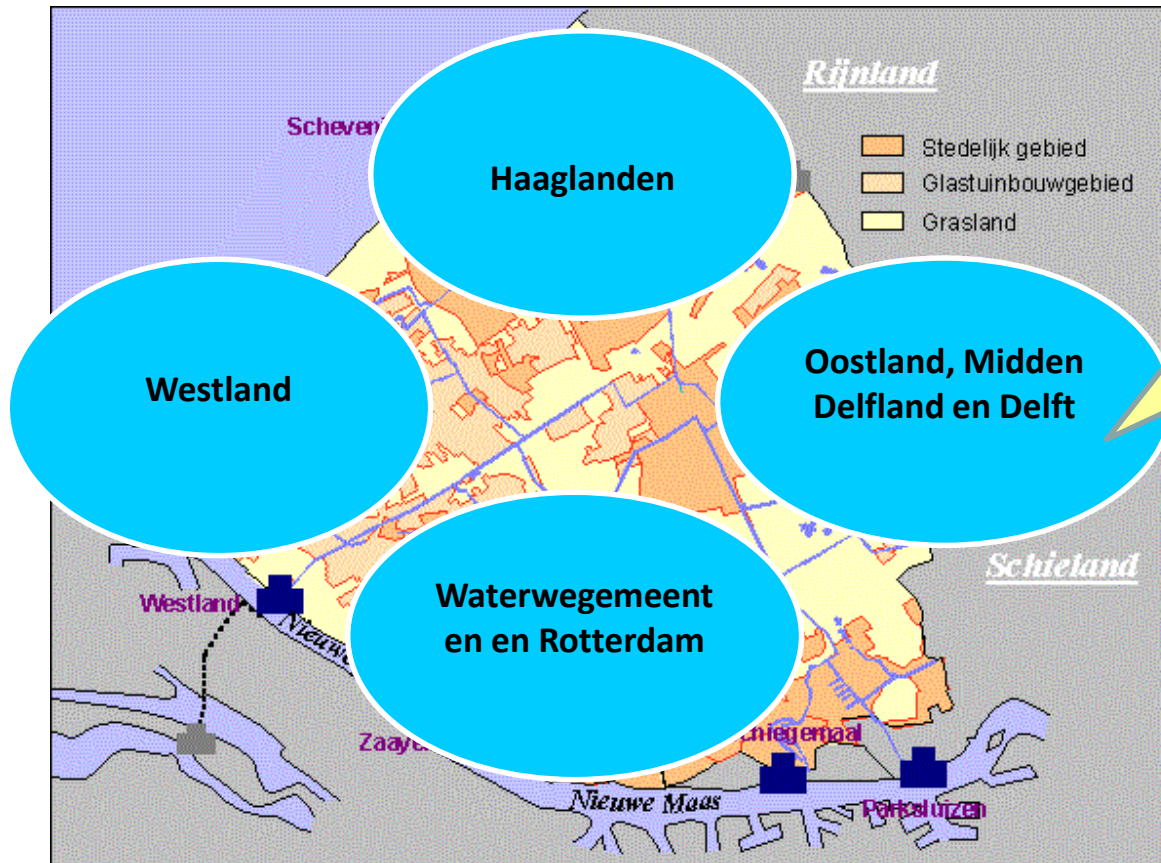 Rijnland
Stedelijk gebied
Glastuinbouwgebied
Grasland
Haaglanden
Westland
Oostland, Midden
Delfland en Delft
Schieland
Westland
Waterwegemeent
en en Rotterdam
Nieuwe Maas
Parksluizen